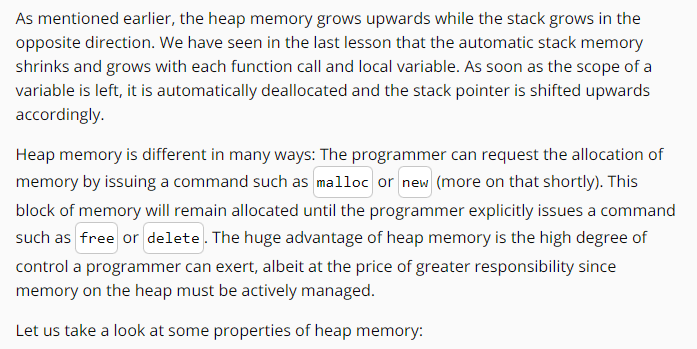 As mentioned earlier, the heap memory grows upwards while the stack grows in the
opposite direction. We have seen in the last lesson that the automatic stack memory
shrinks and grows with each function call and local variable. As soon as the scope of a
variable is left, it is automatically deallocated and the stack pointer is shifted upwards
accordingly.
Heap memory is different in many ways: The programmer can request the allocation of
memory by issuing a command such as malloc or new (more on that shortly). This
block of memory will remain allocated until the programmer explicitly issues a command
such as free or delete. The huge advantage of heap memory is the high degree of
control a programmer can exert, albeit at the price of greater responsibility since
memory on the heap must be actively managed.
Let us take a look at some properties of heap memory: